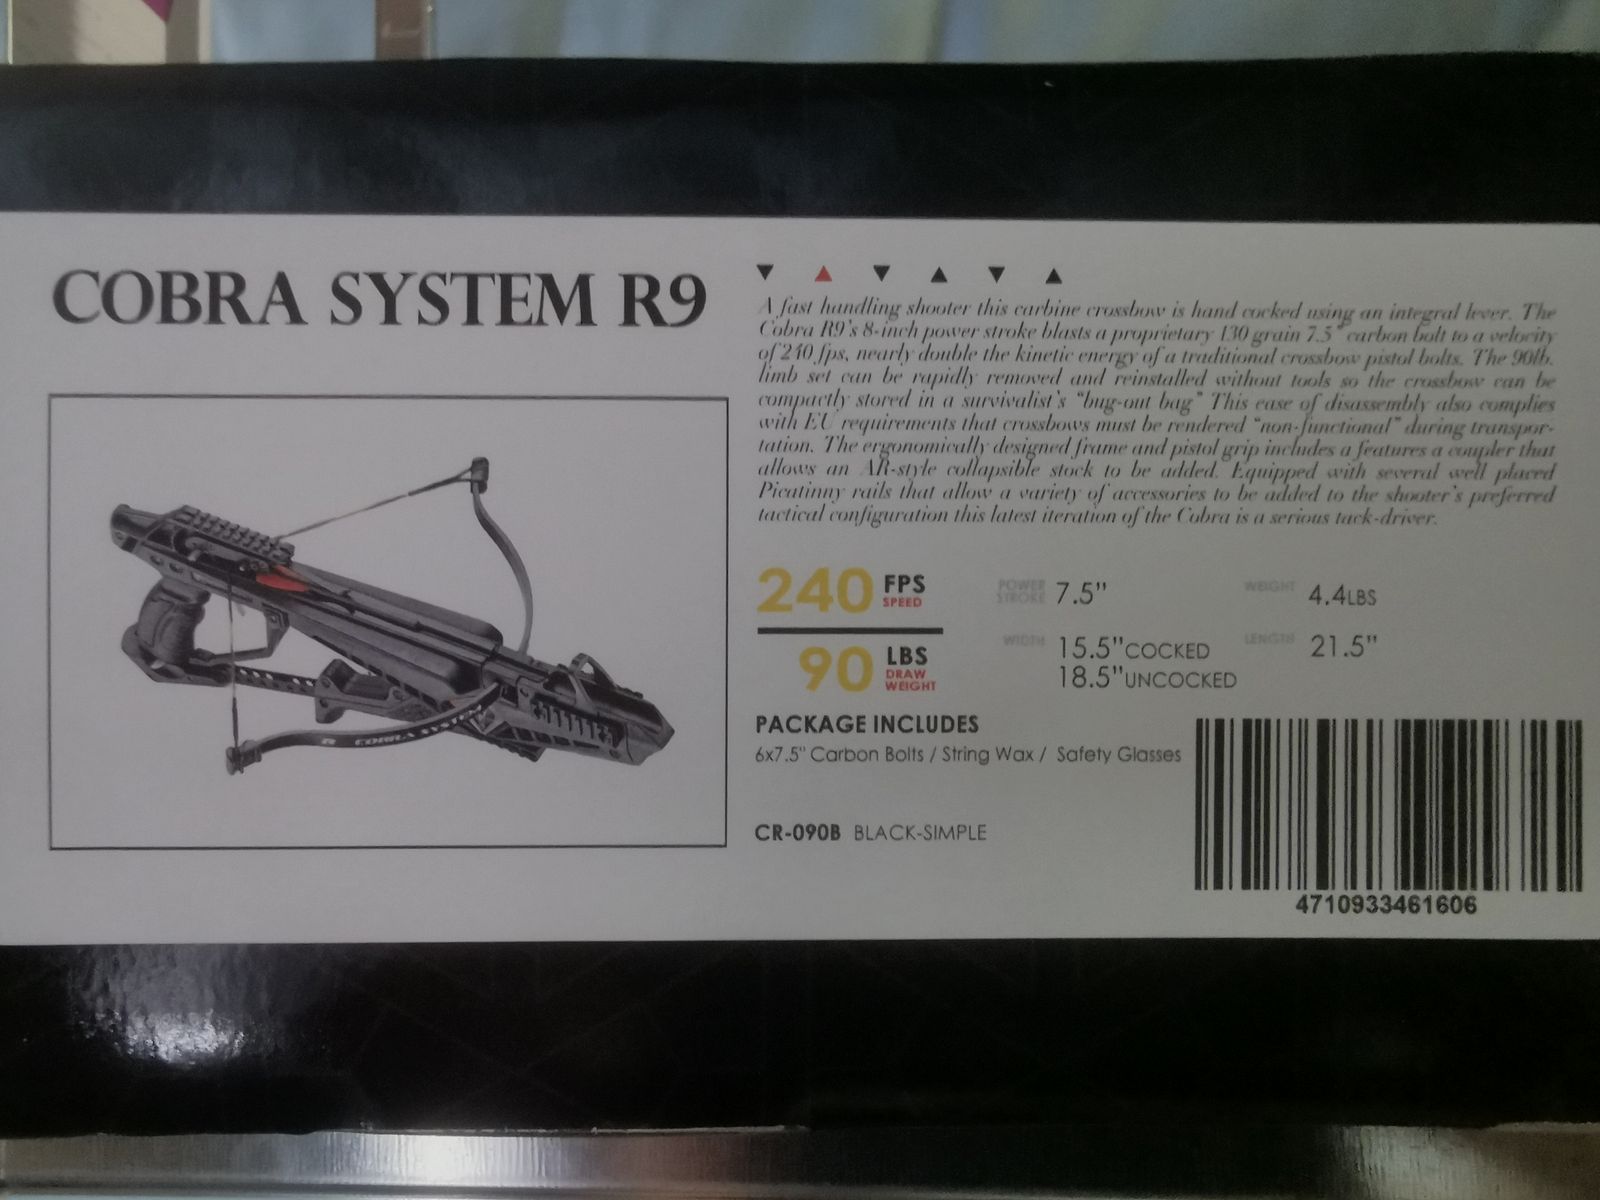 COBRA SYSTEM R9
A fast handling shooter this carbine crossbow is hand cocked using an integral lever. The
Cobra R9's 8-inch power stroke blasts a proprietary 130 grain 7.5" carbon bolt to a velocity
of 240 fps, nearly double the kinetic energy of a traditional crossbow pistol bolts. The 90lb.
limb set can be rapidly removed and reinstalled without tools so the crossbow can be
compactly stored in a survivalist's "bug-out bag" This ease of disassembly also complies
with EU requirements that crossbows must be rendered "non-functional" during transpor-
tation. The ergonomically designed frame and pistol grip includes a features a coupler that
allows an AR-style collapsible stock to be added. Equipped with several well placed
Picatinny rails that allow a variety of accessories to be added to the shooter's preferred
tactical configuration this latest iteration of the Cobra is a serious tack-driver.
240 FPS SPEED
90 LBS DRAW WEIGHT
POWER STROKE 7.5"
WEIGHT 4.4LBS
WIDTH 15.5"COCKED
18.5"UNCOCKED
LENGTH 21.5"
PACKAGE INCLUDES
6x7.5" Carbon Bolts / String Wax / Safety Glasses
CR-090B BLACK-SIMPLE
4710933461606
R COBRA SYSTEM